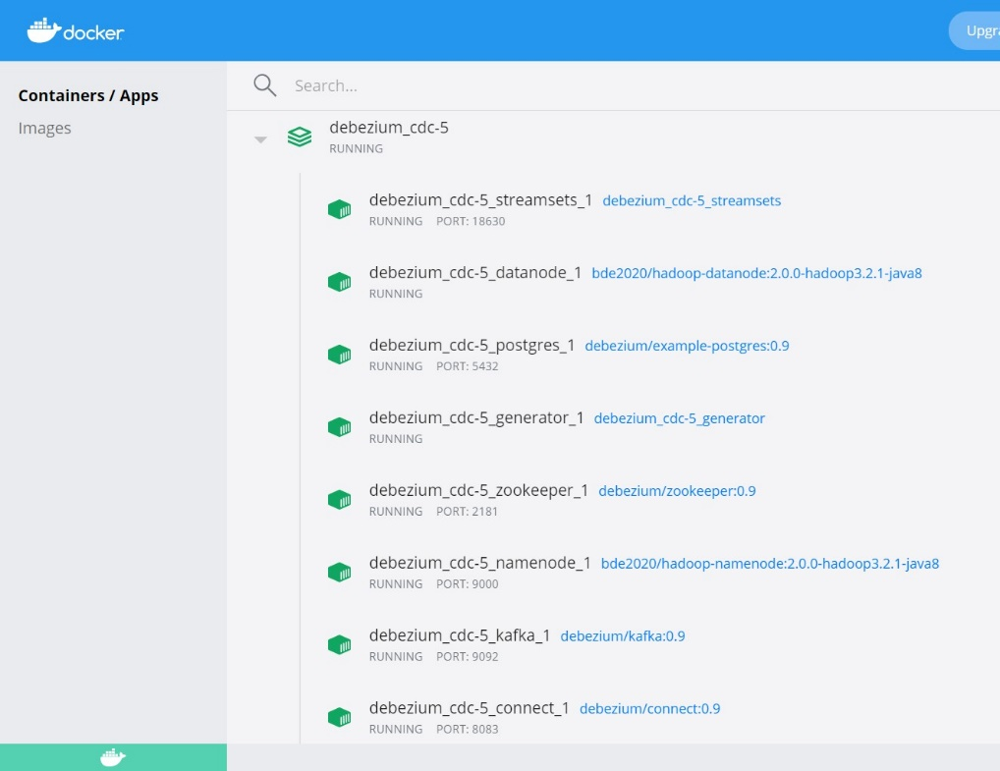 docker
Upgra
Containers / Apps
Images
Search...
debezium_cdc-5
RUNNING
debezium_cdc-5_streamsets_1 debezium_cdc-5_streamsets
RUNNING PORT: 18630
debezium_cdc-5_datanode_1 bde2020/hadoop-datanode:2.0.0-hadoop3.2.1-java8
RUNNING
debezium_cdc-5_postgres_1 debezium/example-postgres:0.9
RUNNING PORT: 5432
debezium_cdc-5_generator_1 debezium_cdc-5_generator
RUNNING
debezium_cdc-5_zookeeper_1 debezium/zookeeper:0.9
RUNNING PORT: 2181
debezium_cdc-5_namenode_1 bde2020/hadoop-namenode:2.0.0-hadoop3.2.1-java8
RUNNING PORT: 9000
debezium_cdc-5_kafka_1 debezium/kafka:0.9
RUNNING PORT: 9092
debezium_cdc-5_connect_1 debezium/connect:0.9
RUNNING PORT: 8083